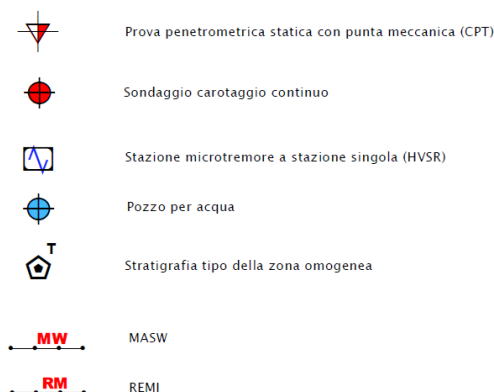 Prova penetrometrica statica con punta meccanica (CPT)
Sondaggio carotaggio continuo
Stazione microtremore a stazione singola (HVSR)
Pozzo per acqua
T
Stratigrafia tipo della zona omogenea
MW MASW
RM REMI